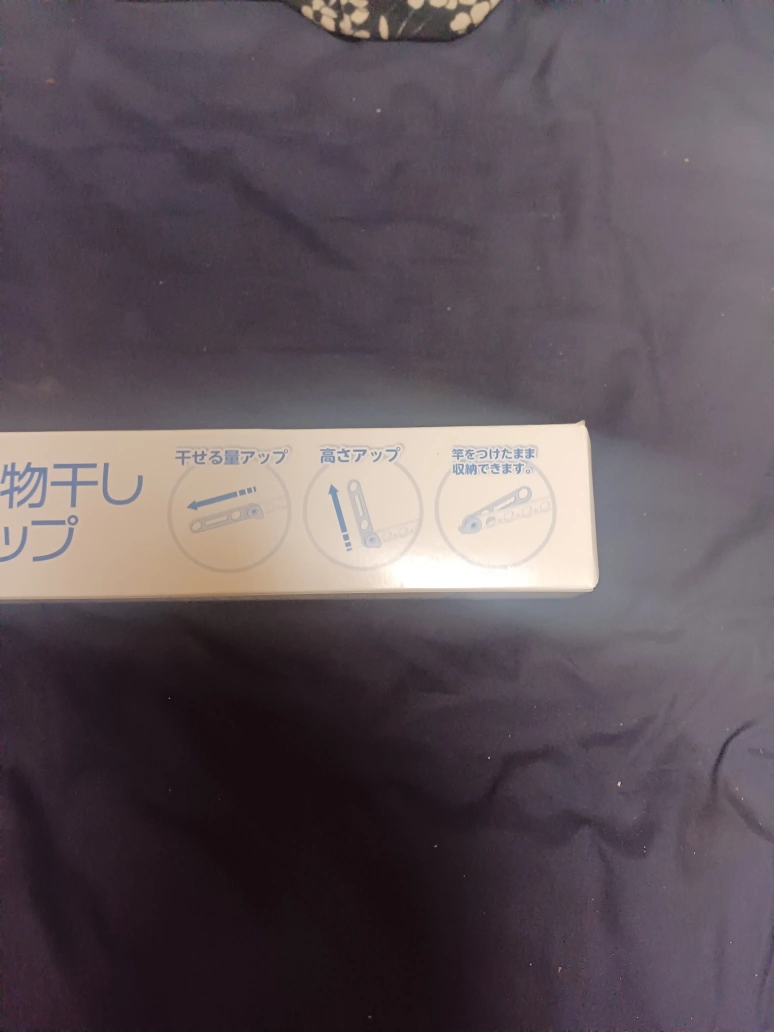 物干し
ップ
干せる量アップ
高さアップ
竿をつけたまま
収納できます。